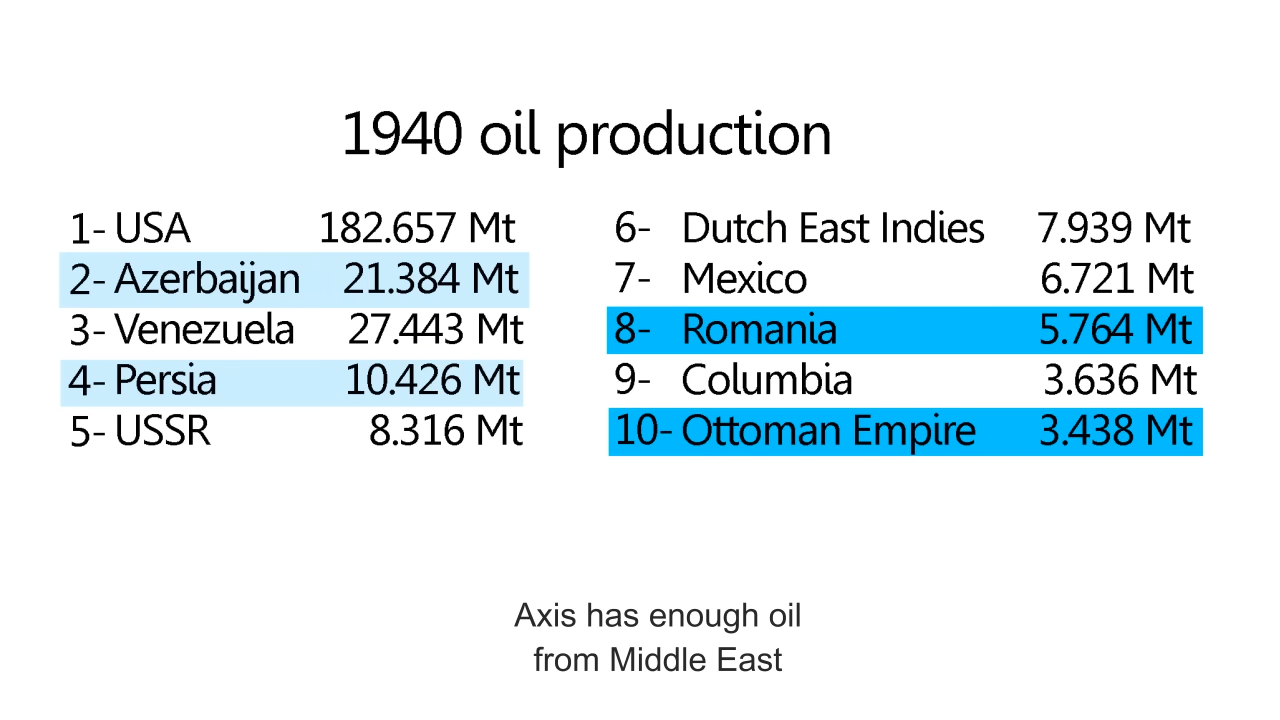 1940 oil production
1- USA 182.657 Mt
2- Azerbaijan 21.384 Mt
3- Venezuela 27.443 Mt
4- Persia 10.426 Mt
5- USSR 8.316 Mt
6- Dutch East Indies 7.939 Mt
7- Mexico 6.721 Mt
8- Romania 5.764 Mt
9- Columbia 3.636 Mt
10- Ottoman Empire 3.438 Mt
Axis has enough oil
from Middle East